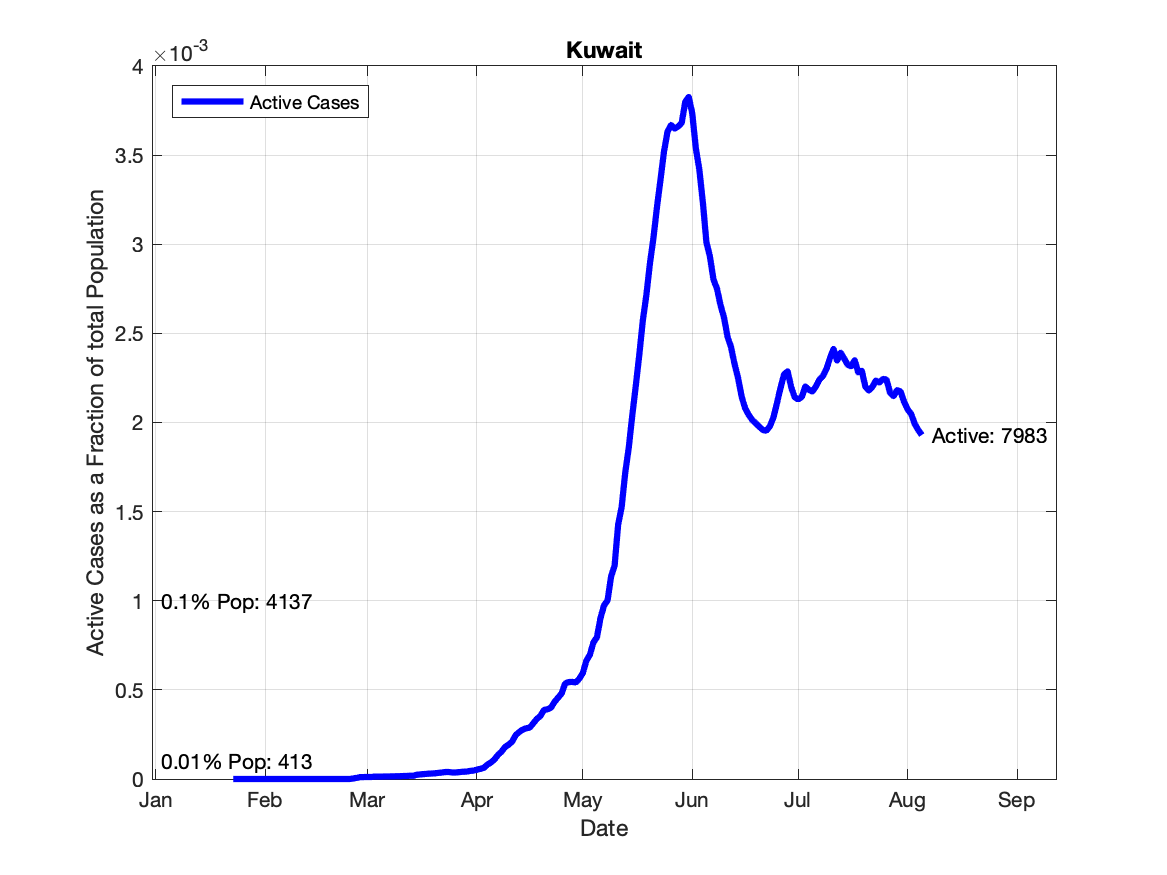 Kuwait
×10-3
Active Cases
4
3.5
3
2.5
2
1.5
1
0.5
0
Active Cases as a Fraction of total Population
Active: 7983
0.1% Pop: 4137
0.01% Pop: 413
Jan Feb Mar Apr May Jun Jul Aug Sep
Date